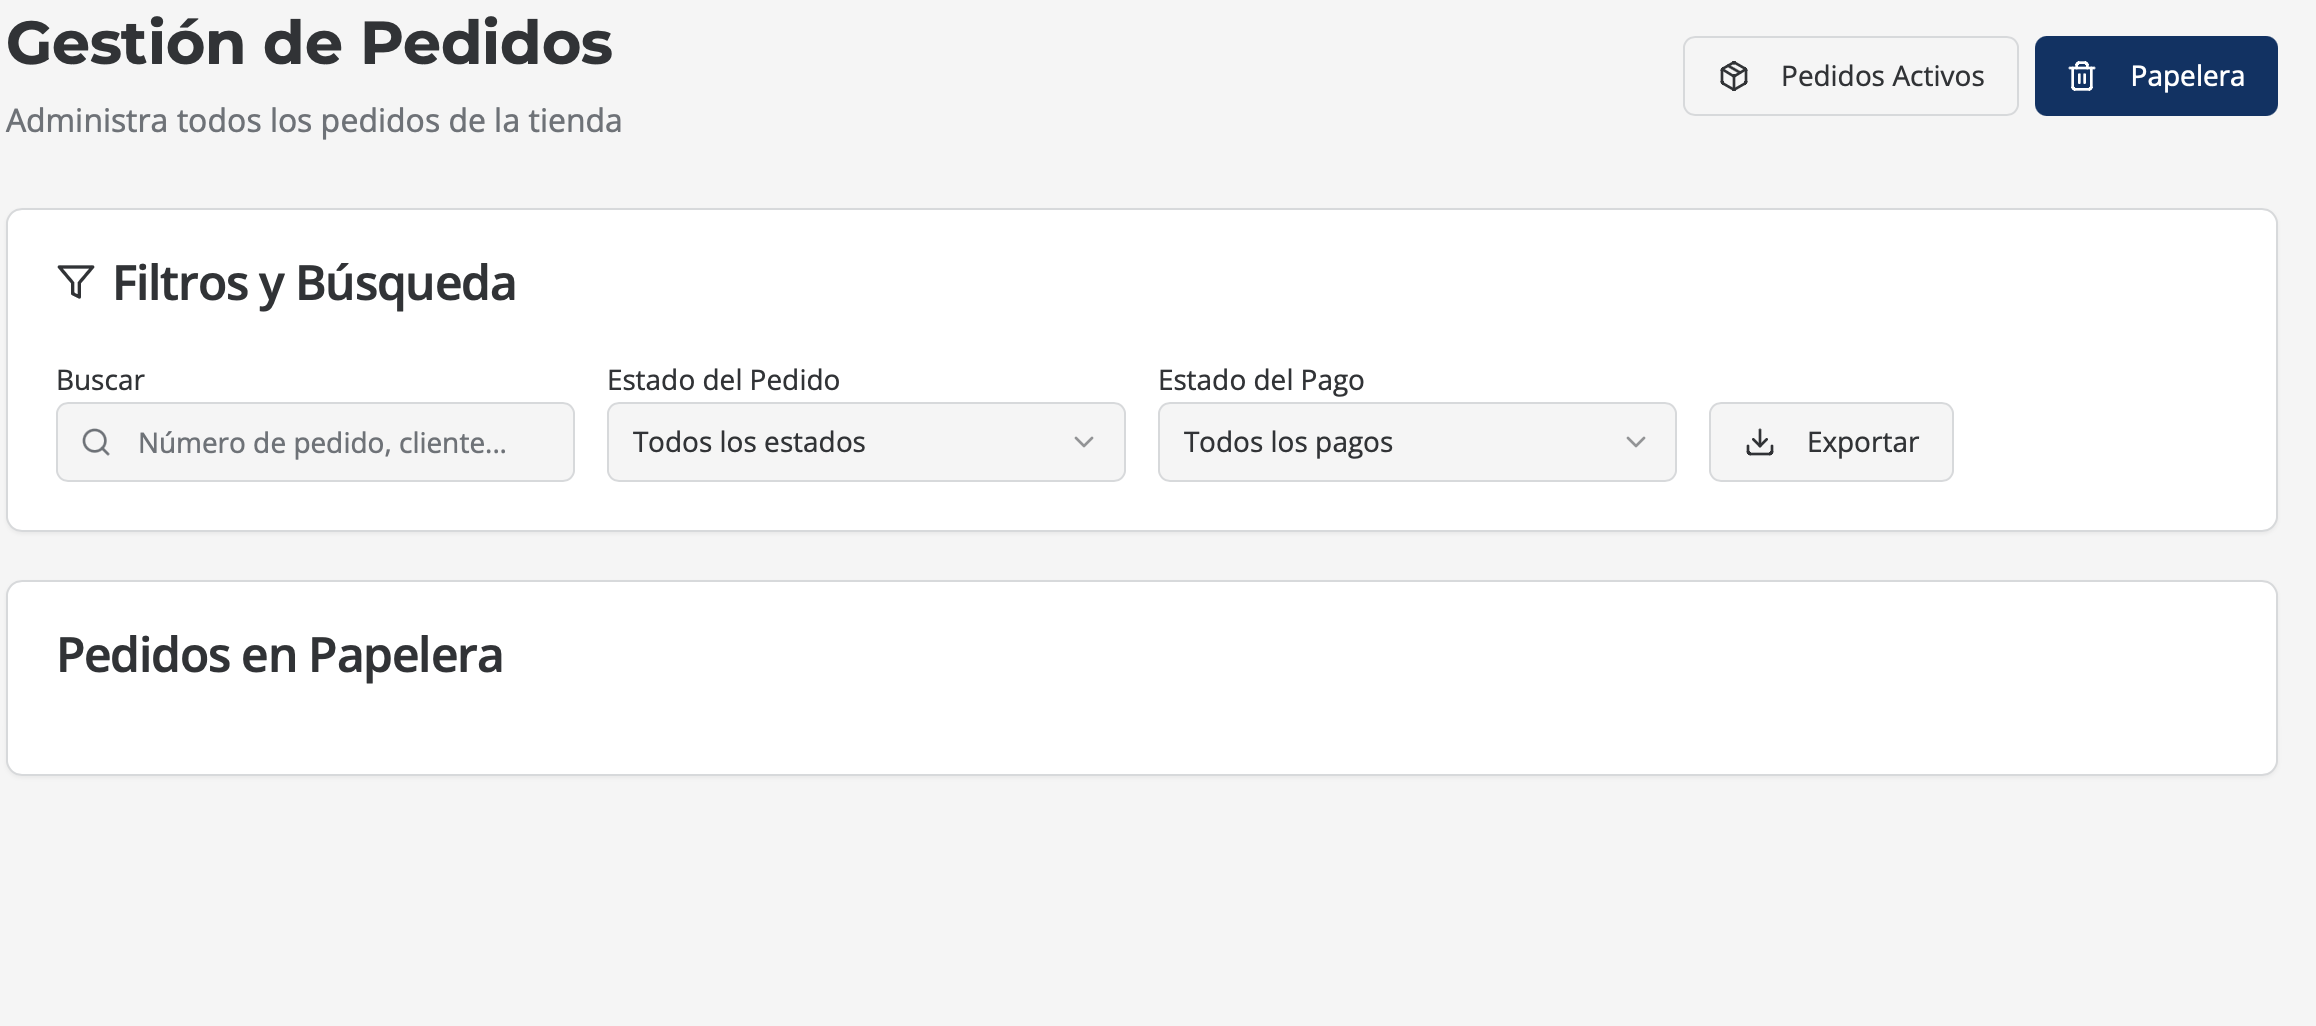 Gestión de Pedidos
Administra todos los pedidos de la tienda
Pedidos Activos
Papelera
Filtros y Búsqueda
Buscar
Número de pedido, cliente...
Estado del Pedido
Todos los estados
Estado del Pago
Todos los pagos
Exportar
Pedidos en Papelera